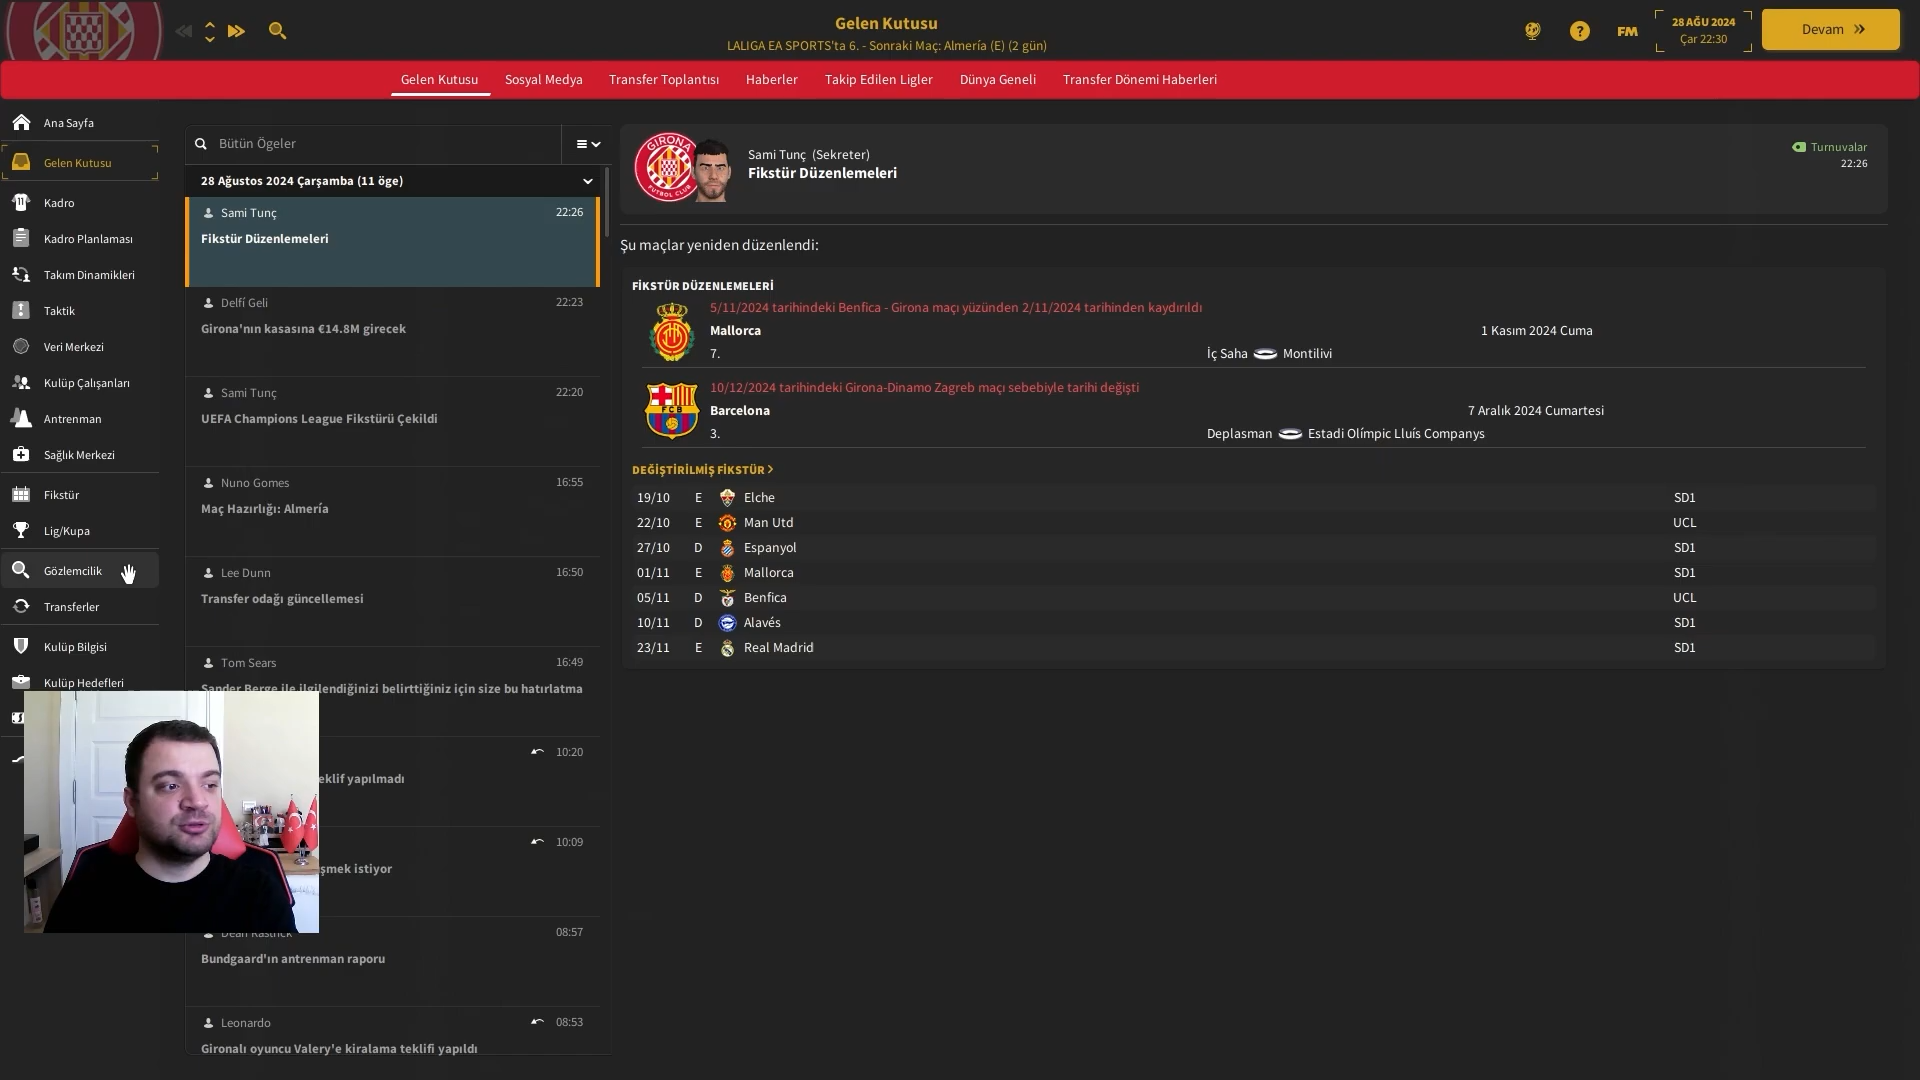 Gelen Kutusu
LALIGA EA SPORTS'ta 6. - Sonraki Maç: Almería (E) (2 gün)
FM
28 AĞU 2024
Çar 22:30
Devam
Gelen Kutusu
Sosyal Medya
Transfer Toplantısı
Haberler
Takip Edilen Ligler
Dünya Geneli
Transfer Dönemi Haberleri
Ana Sayfa
Gelen Kutusu
Kadro
Kadro Planlaması
Takım Dinamikleri
Taktik
Veri Merkezi
Kulüp Çalışanları
Antrenman
Sağlık Merkezi
Fikstür
Lig/Kupa
Gözlemcilik
Transferler
Kulüp Bilgisi
Kulüp Hedefleri
Bütün Ögeler
28 Ağustos 2024 Çarşamba (11 öge)
Sami Tunç 22:26
Fikstür Düzenlemeleri
Delfí Geli 22:23
Girona'nın kasasına €14.8M girecek
Sami Tunç 22:20
UEFA Champions League Fikstürü Çekildi
Nuno Gomes 16:55
Maç Hazırlığı: Almería
Lee Dunn 16:50
Transfer odağı güncellemesi
Tom Sears 16:49
Sander Berge ile ilgilendiğinizi belirttiğiniz için size bu hatırlatma
10:20
eklif yapılmadı
10:09
şmek istiyor
08:57
Bundgaard'ın antrenman raporu
Leonardo 08:53
Gironalı oyuncu Valery'e kiralama teklifi yapıldı
GIRONA
FUTBOL CLUB
Sami Tunç (Sekreter)
Fikstür Düzenlemeleri
Turnuvalar
22:26
Şu maçlar yeniden düzenlendi:
FİKSTÜR DÜZENLEMELERİ
5/11/2024 tarihindeki Benfica - Girona maçı yüzünden 2/11/2024 tarihinden kaydırıldı
Mallorca 1 Kasım 2024 Cuma
7. İç Saha Montilivi
10/12/2024 tarihindeki Girona-Dinamo Zagreb maçı sebebiyle tarihi değişti
FCB
Barcelona 7 Aralık 2024 Cumartesi
3. Deplasman Estadi Olímpic Lluís Companys
DEĞİŞTİRİLMİŞ FİKSTÜR
19/10 E Elche SD1
22/10 E Man Utd UCL
27/10 D Espanyol SD1
01/11 E Mallorca SD1
05/11 D Benfica UCL
10/11 D Alavés SD1
23/11 E Real Madrid SD1